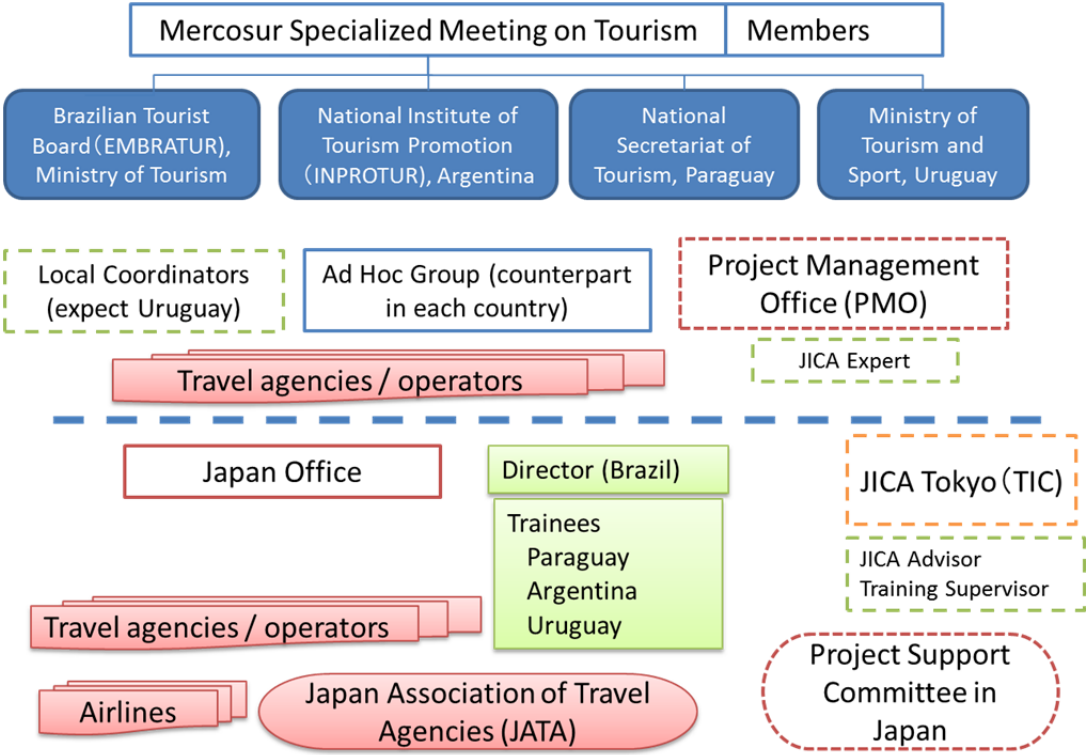 Mercosur Specialized Meeting on Tourism
Members
Brazilian Tourist
Board（EMBRATUR),
Ministry of Tourism
National Institute of
Tourism Promotion
（INPROTUR), Argentina
National
Secretariat of
Tourism, Paraguay
Ministry of
Tourism and
Sport, Uruguay
Local Coordinators
(expect Uruguay)
Ad Hoc Group (counterpart
in each country)
Project Management
Office (PMO)
JICA Expert
Travel agencies / operators
Japan Office
Director (Brazil)
Trainees
Paraguay
Argentina
Uruguay
JICA Tokyo（TIC)
JICA Advisor
Training Supervisor
Travel agencies / operators
Airlines
Japan Association of Travel
Agencies (JATA)
Project Support
Committee in
Japan